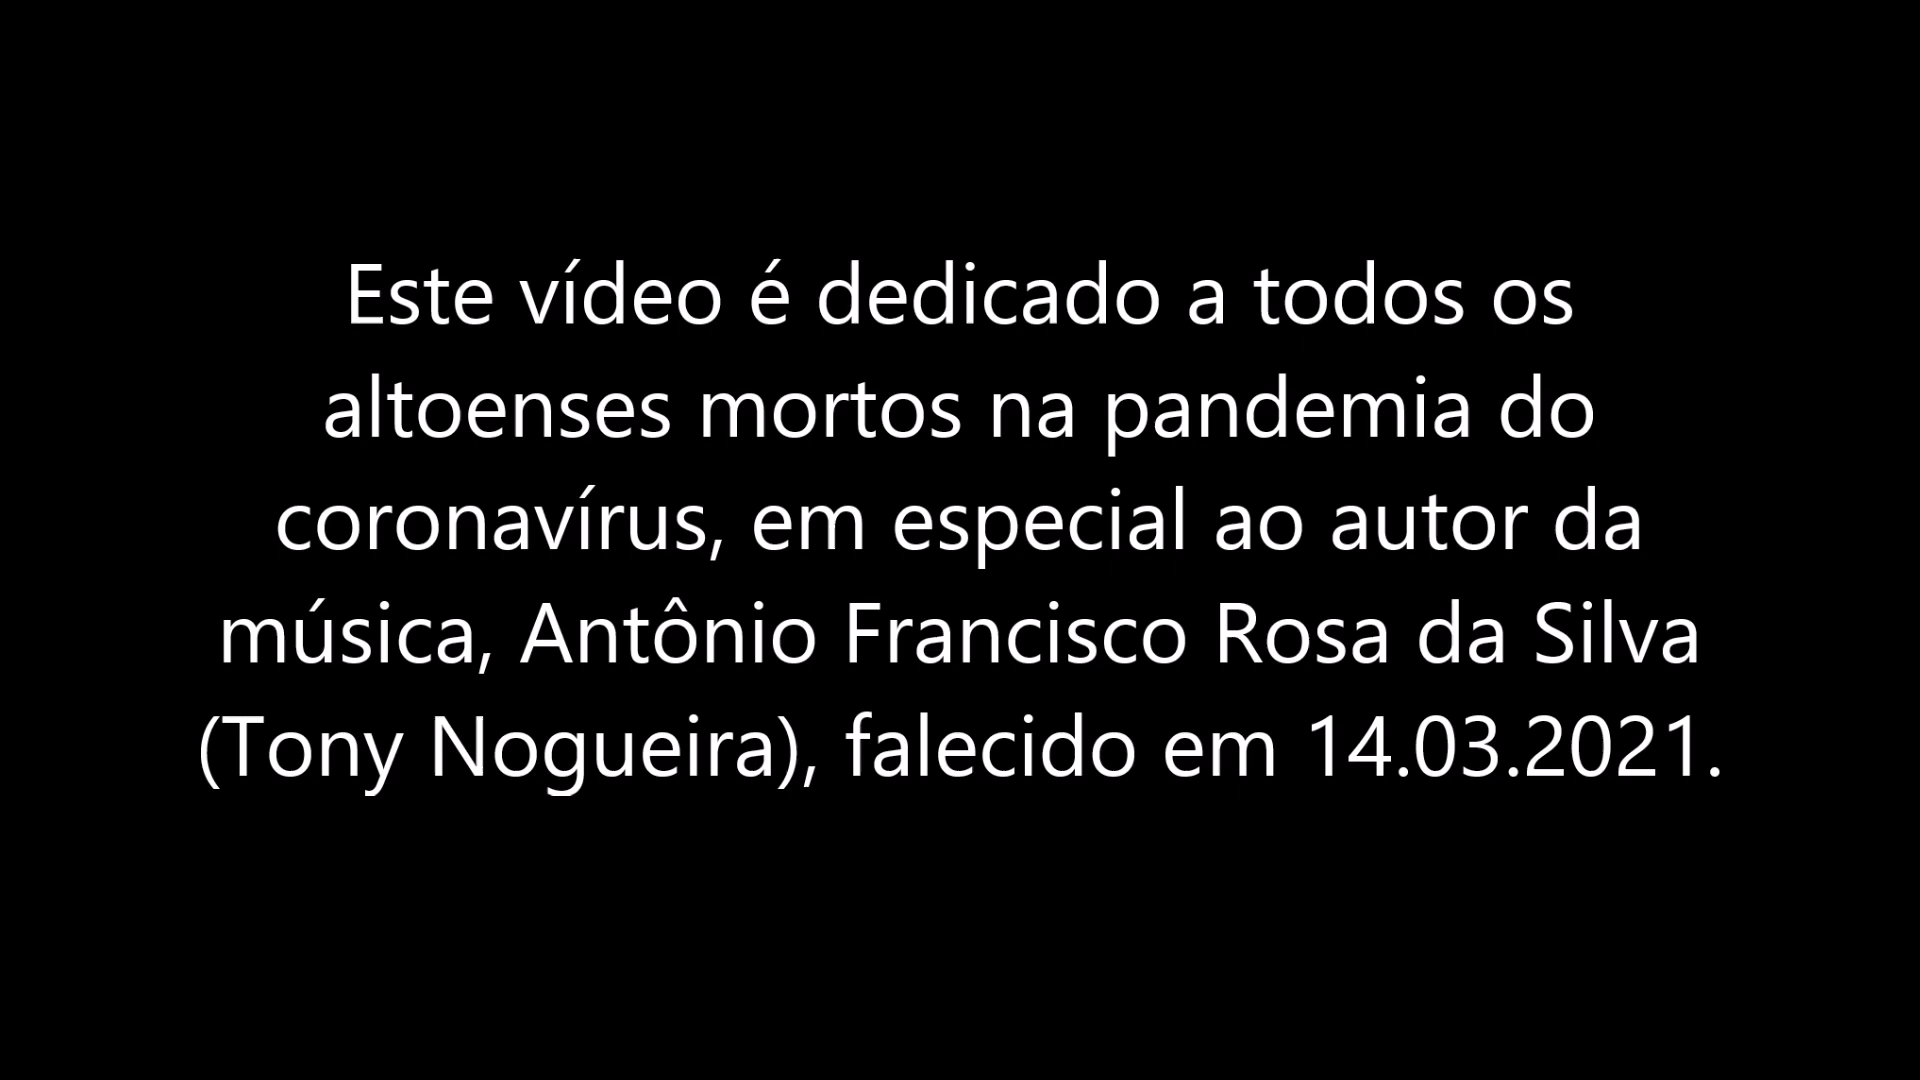 Este vídeo é dedicado a todos os
altoenses mortos na pandemia do
coronavírus, em especial ao autor da
música, Antônio Francisco Rosa da Silva
(Tony Nogueira), falecido em 14.03.2021.